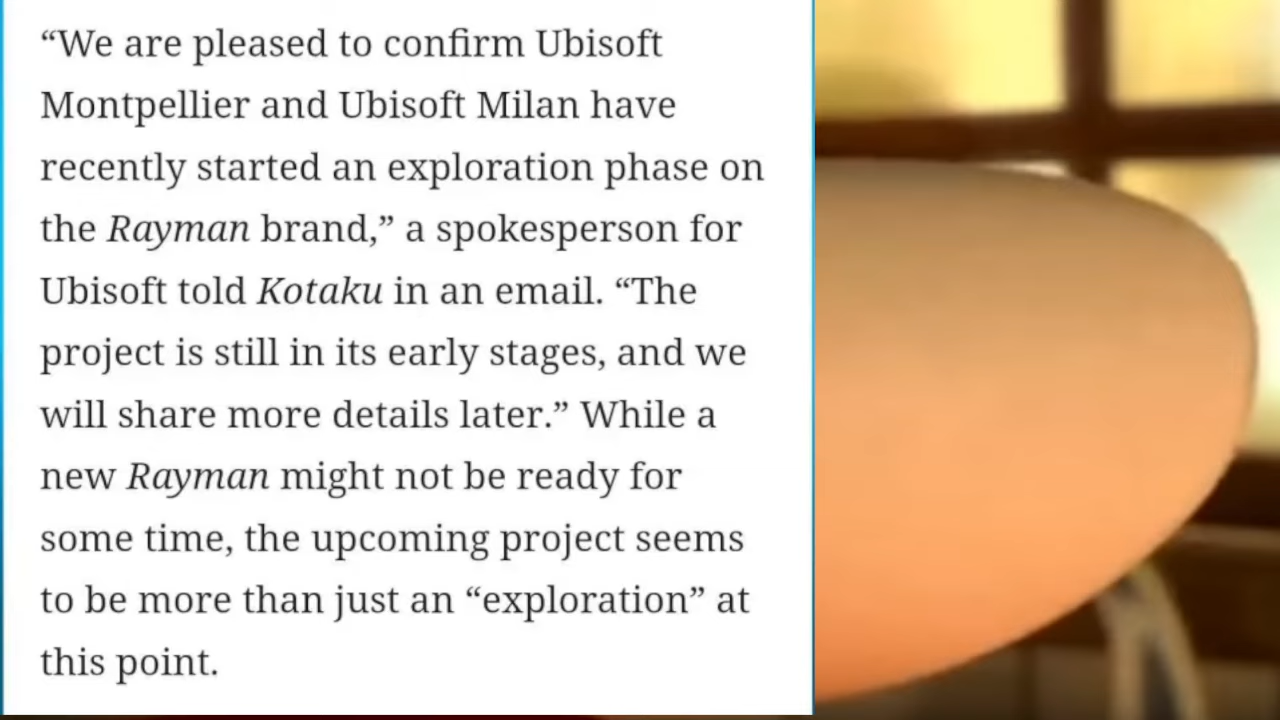 “We are pleased to confirm Ubisoft
Montpellier and Ubisoft Milan have
recently started an exploration phase on
the Rayman brand,” a spokesperson for
Ubisoft told Kotaku in an email. “The
project is still in its early stages, and we
will share more details later.” While a
new Rayman might not be ready for
some time, the upcoming project seems
to be more than just an “exploration” at
this point.